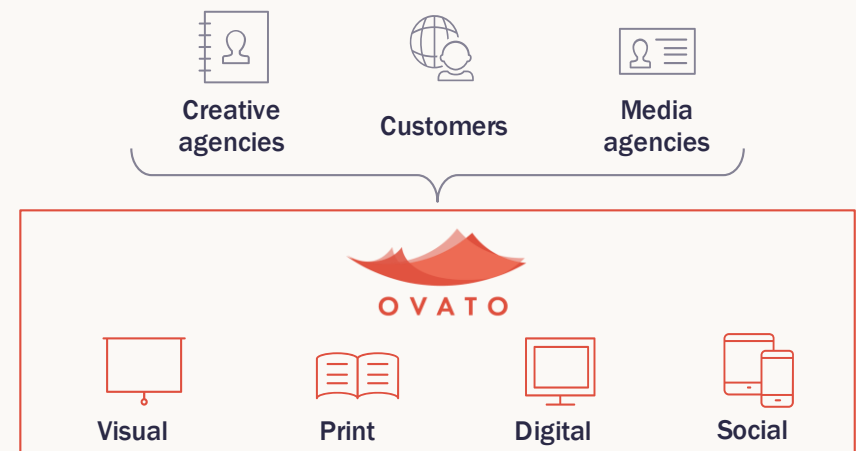 Creative
agencies
Customers
Media
agencies
OVATO
Visual
Print
Digital
Social